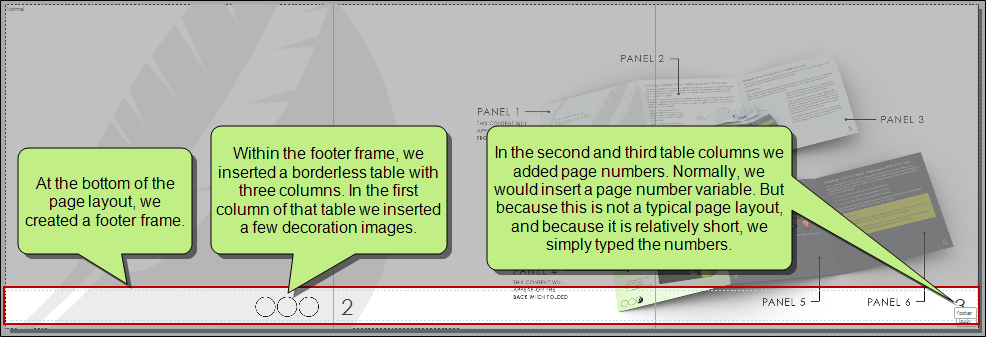 normal
PANEL 2
PANEL 1
THIS CONTENT WILL
PANEL 3
At the bottom of the
page layout, we
created a footer frame.
Within the footer frame, we
inserted a borderless table with
three columns. In the first
column of that table we inserted
a few decoration images.
In the second and third table columns we
added page numbers. Normally, we
would insert a page number variable. But
because this is not a typical page layout,
and because it is relatively short, we
simply typed the numbers.
PANEL 4
THIS CONTENT WILL
APPEAR ON THE
BACK WHEN FOLDED
2
PANEL 5
PANEL 6
3
footer
body